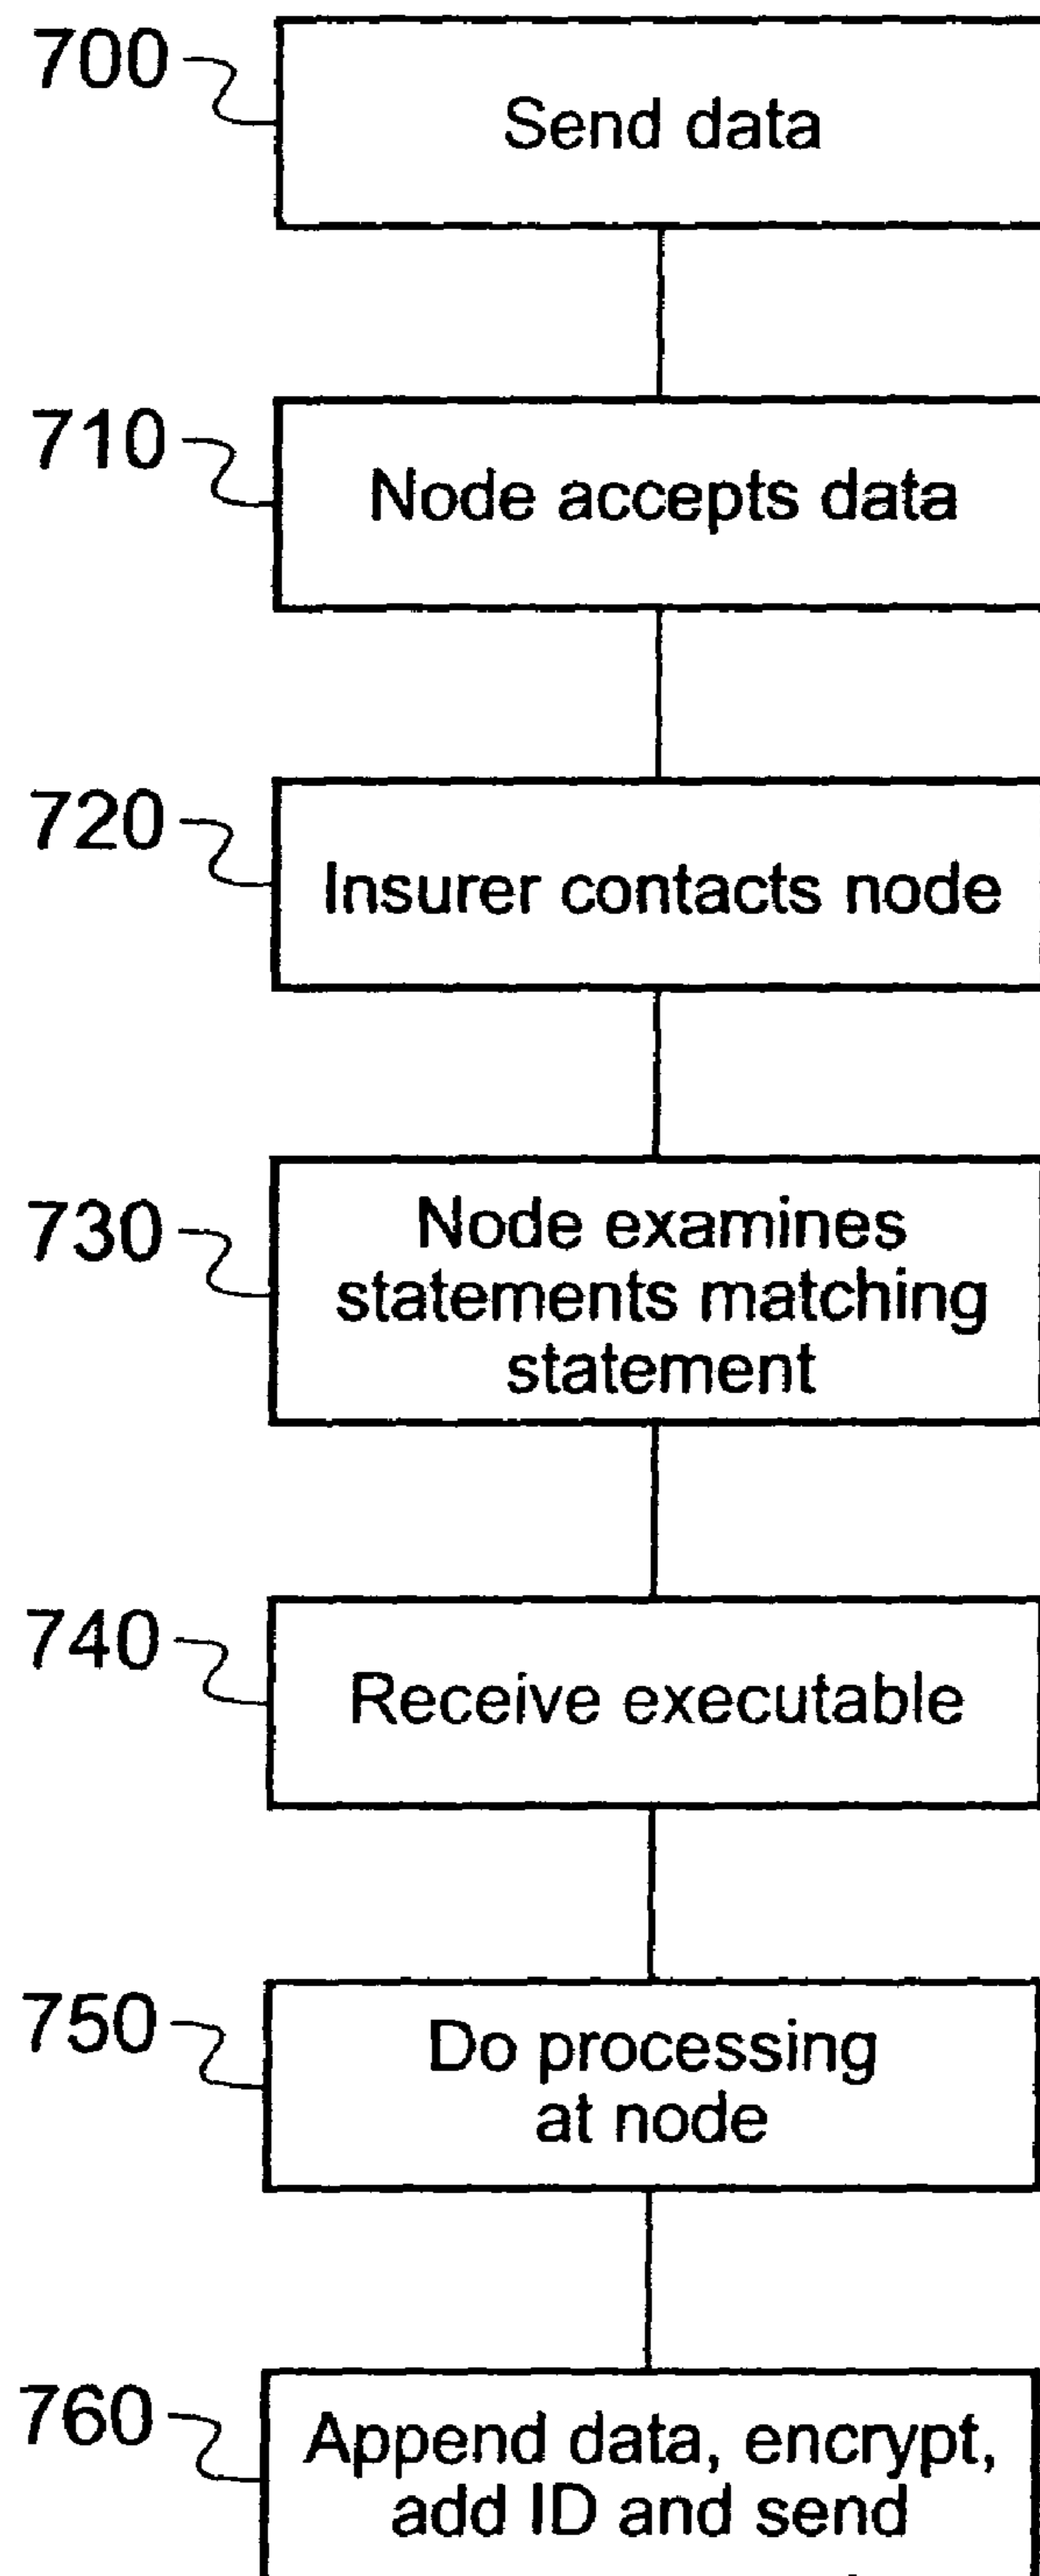 700
Send data
710
Node accepts data
720
Insurer contacts node
730
Node examines
statements matching
statement
740
Receive executable
750
Do processing
at node
760
Append data, encrypt,
add ID and send